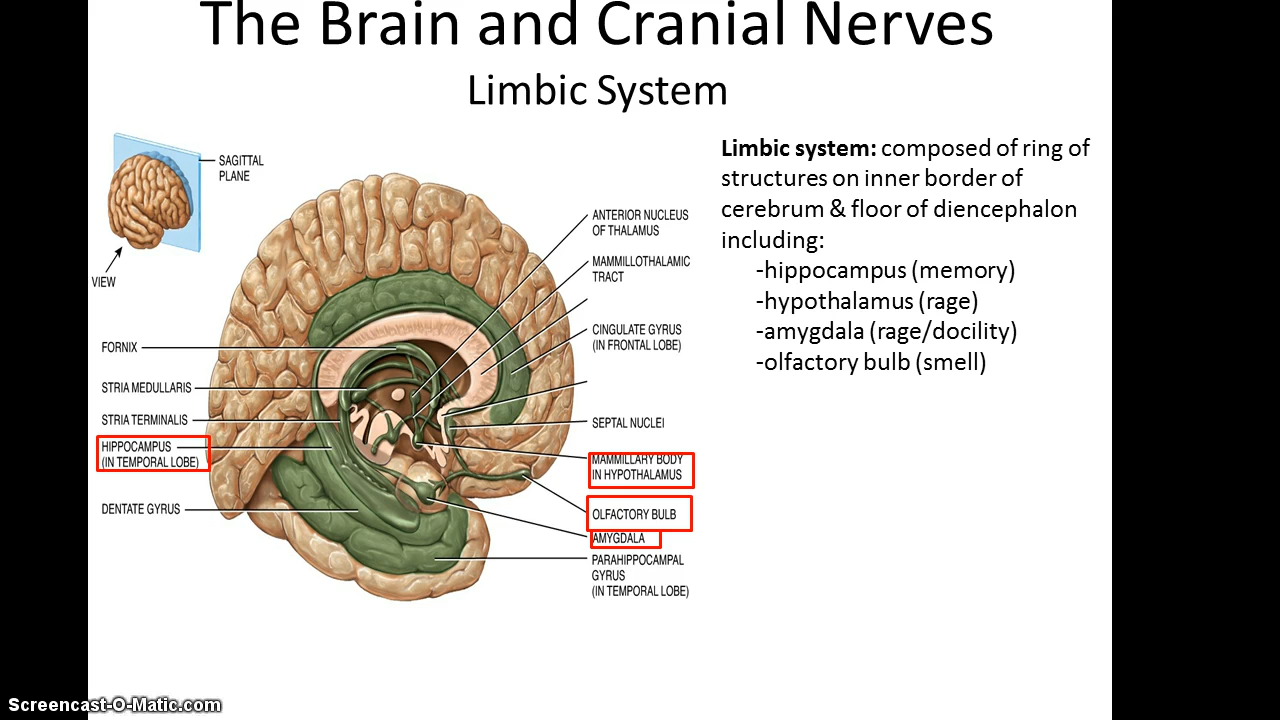 The Brain and Cranial Nerves
Limbic System
SAGITTAL
PLANE
VIEW
FORNIX
STRIA MEDULLARIS
STRIA TERMINALIS
HIPPOCAMPUS
(IN TEMPORAL LOBE)
DENTATE GYRUS
ANTERIOR NUCLEUS
OF THALAMUS
MAMMILLOTHALAMIC
TRACT
CINGULATE GYRUS
(IN FRONTAL LOBE)
SEPTAL NUCLEI
MAMMILLARY BODY
IN HYPOTHALAMUS
OLFACTORY BULB
AMYGDALA
PARAHIPPOCAMPAL
GYRUS
(IN TEMPORAL LOBE)
Limbic system: composed of ring of
structures on inner border of
cerebrum & floor of diencephalon
including:
-hippocampus (memory)
-hypothalamus (rage)
-amygdala (rage/docility)
-olfactory bulb (smell)
Screencast-O-Matic.com